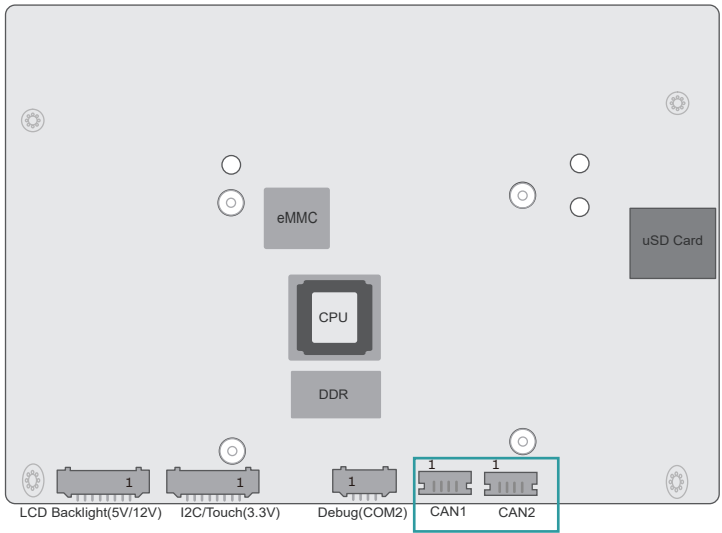 eMMC
uSD Card
CPU
DDR
1
1
1
1
1
LCD Backlight(5V/12V)
I2C/Touch(3.3V)
Debug(COM2)
CAN1
CAN2